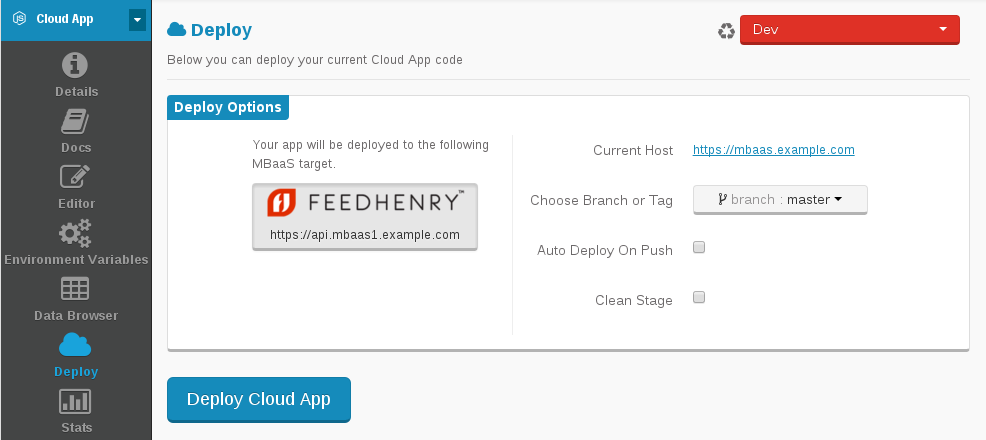 Cloud App
Details
Docs
Editor
Environment Variables
Data Browser
Deploy
Stats
Deploy
Dev
Below you can deploy your current Cloud App code
Deploy Options
Your app will be deployed to the following
MBaaS target.
FEEDHENRY™
https://api.mbaas1.example.com
Current Host
https://mbaas.example.com
Choose Branch or Tag
branch : master
Auto Deploy On Push
Clean Stage
Deploy Cloud App